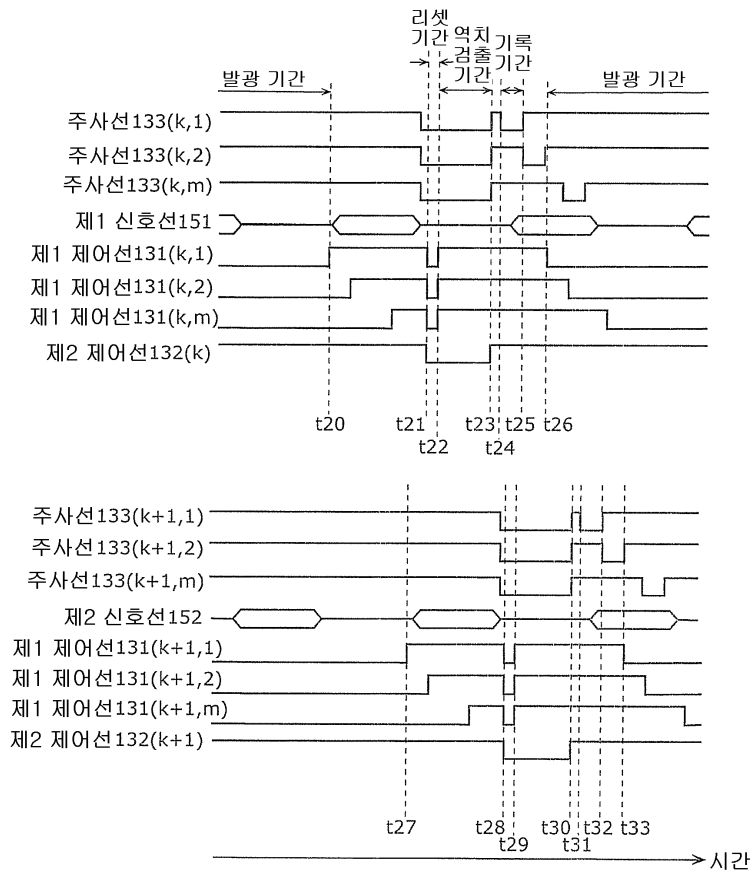 리셋
기간
역치
검출
기간
기록
기간
발광 기간
발광 기간
주사선133(k,1)
주사선133(k,2)
주사선133(k,m)
제1 신호선151
제1 제어선131(k,1)
제1 제어선131(k,2)
제1 제어선131(k,m)
제2 제어선132(k)
t20
t21
t22
t23
t24
t25
t26
주사선133(k+1,1)
주사선133(k+1,2)
주사선133(k+1,m)
제2 신호선152
제1 제어선131(k+1,1)
제1 제어선131(k+1,2)
제1 제어선131(k+1,m)
제2 제어선132(k+1)
t27
t28
t29
t30
t31
t32
t33
시간